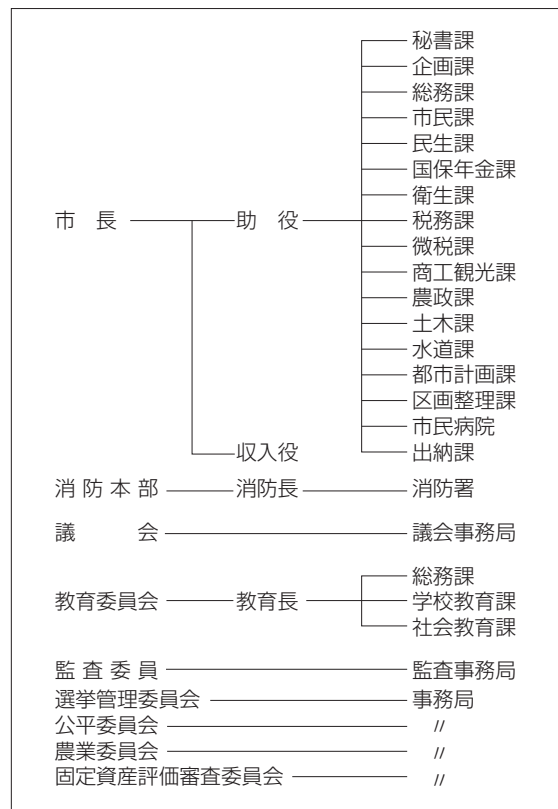 秘書課
企画課
総務課
市民課
民生課
国保年金課
衛生課
市　長 助　役 税務課
微税課
商工観光課
農政課
土木課
水道課
都市計画課
区画整理課
市民病院
収入役 出納課
消防本部 消防長 消防署
議　会 議会事務局
総務課
教育委員会 教育長 学校教育課
社会教育課
監査委員 監査事務局
選挙管理委員会 事務局
公平委員会 〃
農業委員会 〃
固定資産評価審査委員会 〃